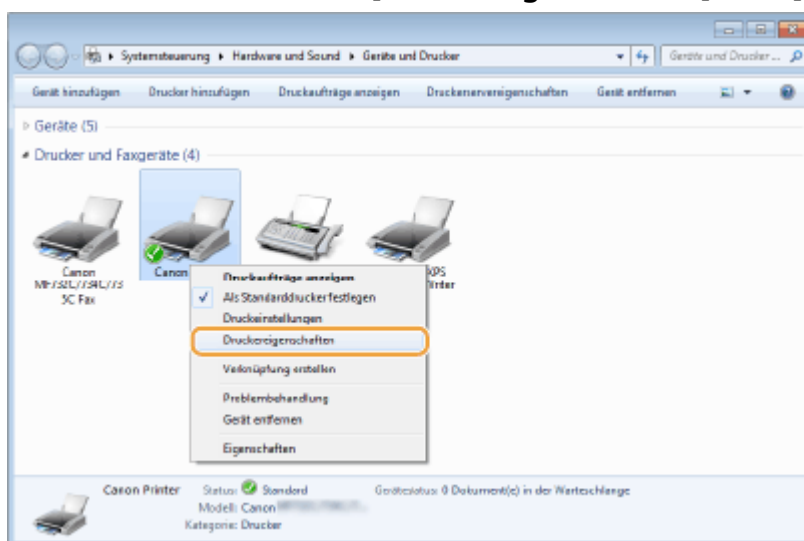 ▸ Systemsteuerung ▸ Hardware und Sound ▸ Geräte und Drucker
Geräte und Drucker ...
Gerät hinzufügen Drucker hinzufügen Druckaufträge anzeigen Druckerservereigenschaften Gerät entfernen
Geräte (5)
Drucker und Faxgeräte (4)
Canon
MF732C/734C/73
5C Fax
Canon
XPS
Druckaufträge anzeigen
Als Standarddrucker festlegen
Druckeinstellungen
Druckereigenschaften
Verknüpfung erstellen
Problembehandlung
Gerät entfernen
Eigenschaften
Canon Printer Status: Standard Gerätestatus: 0 Dokument(e) in der Warteschlange
Modell: Canon
Kategorie: Drucker